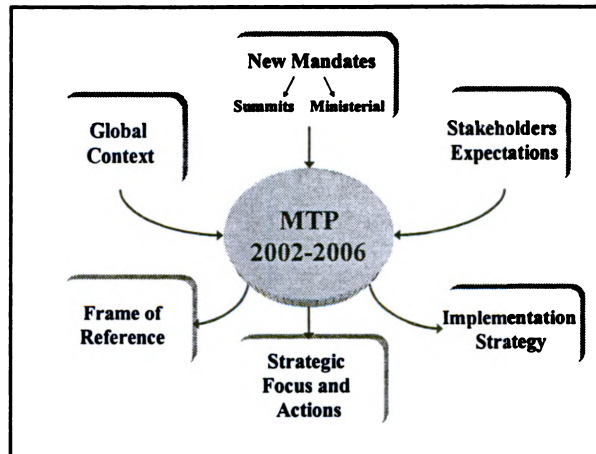 New Mandates
Summits Ministerial
Global
Context
Stakeholders
Expectations
MTP
2002-2006
Frame of
Reference
Strategic
Focus and
Actions
Implementation
Strategy